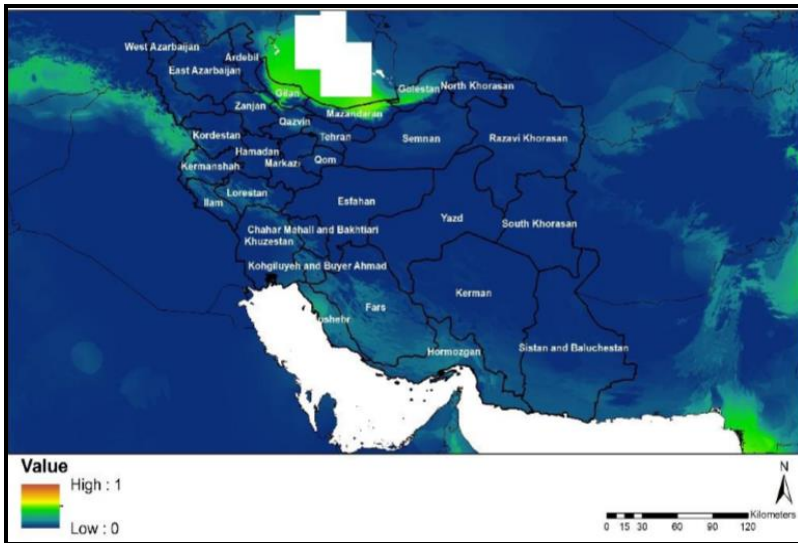 West Azarbaijan
Ardebil
East Azarbaijan
Gilan
Golestan
North Khorasan
Zanjan
Mazandaran
Qazvin
Kordestan
Tehran
Semnan
Razavi Khorasan
Hamadan
Kermanshah
Markazi
Qom
Lorestan
Ilam
Esfahan
Yazd
South Khorasan
Chahar Mahall and Bakhtiari
Khuzestan
Kohgiluyeh and Buyer Ahmad
Fars
Kerman
ushehr
Hormozgan
Sistan and Baluchestan
Value
High : 1
Low : 0
N
Kilometers
0 15 30 60 90 120